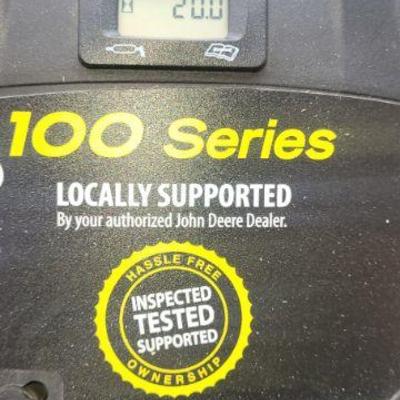 20.0
100 Series
LOCALLY SUPPORTED
By your authorized John Deere Dealer.
HASSLE FREE
INSPECTED
TESTED
SUPPORTED
OWNERSHIP